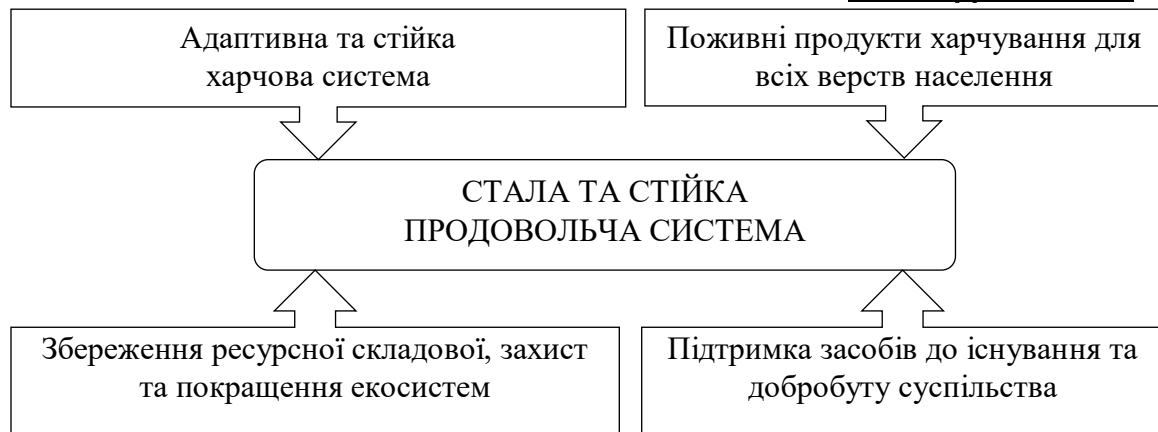 Адаптивна та стійка
харчова система
Поживні продукти харчування для
всіх верств населення
СТАЛА ТА СТІЙКА
ПРОДОВОЛЬЧА СИСТЕМА
Збереження ресурсної складової, захист
та покращення екосистем
Підтримка засобів до існування та
добробуту суспільства